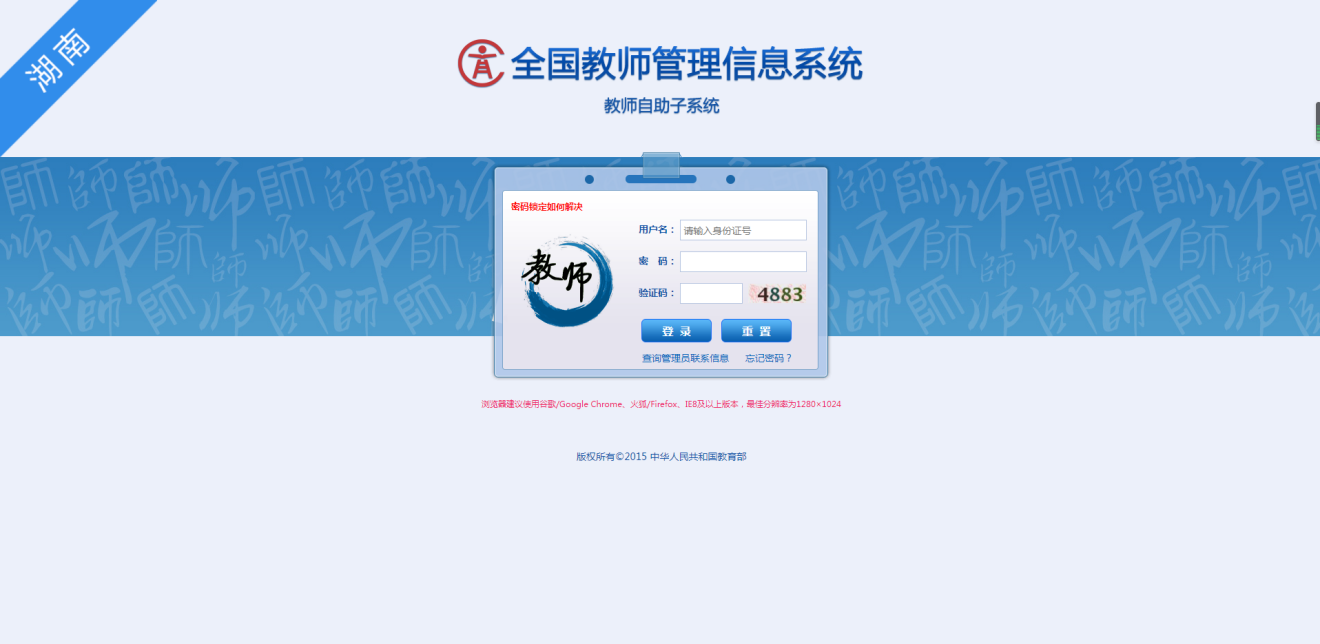 湖南
全国教师管理信息系统
教师自助子系统
密码锁定如何解决
教师
用户名：
请输入身份证号
密 码：
验证码：
4883
登 录
重 置
查询管理员联系信息
忘记密码？
浏览器建议使用谷歌/Google Chrome、火狐/Firefox、IE8及以上版本，最佳分辨率为1280×1024
版权所有©2015 中华人民共和国教育部